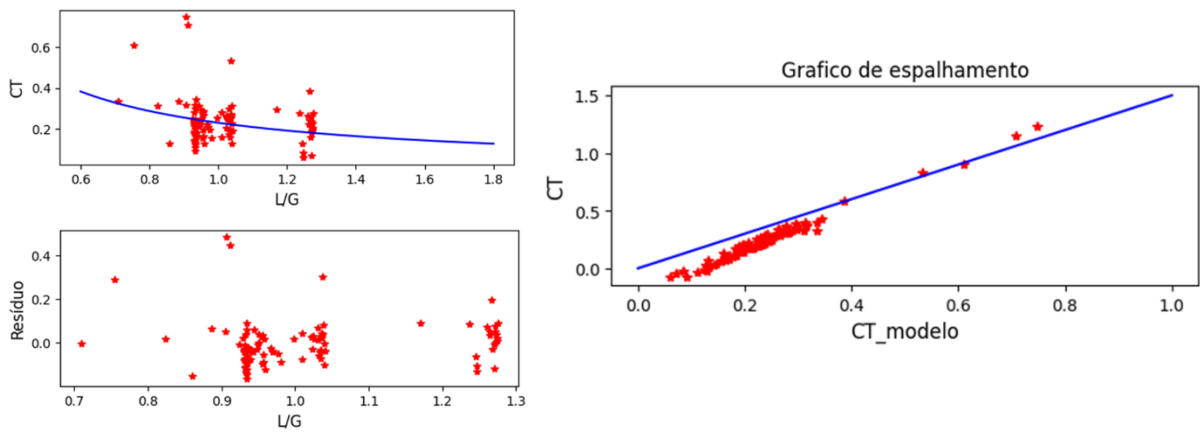 CT
0.6
0.4
0.2
0.6 0.8 1.0 1.2 1.4 1.6 1.8
L/G
Resíduo
0.4
0.2
0.0
0.7 0.8 0.9 1.0 1.1 1.2 1.3
L/G
Grafico de espalhamento
CT
1.5
1.0
0.5
0.0
0.0 0.2 0.4 0.6 0.8 1.0
CT_modelo